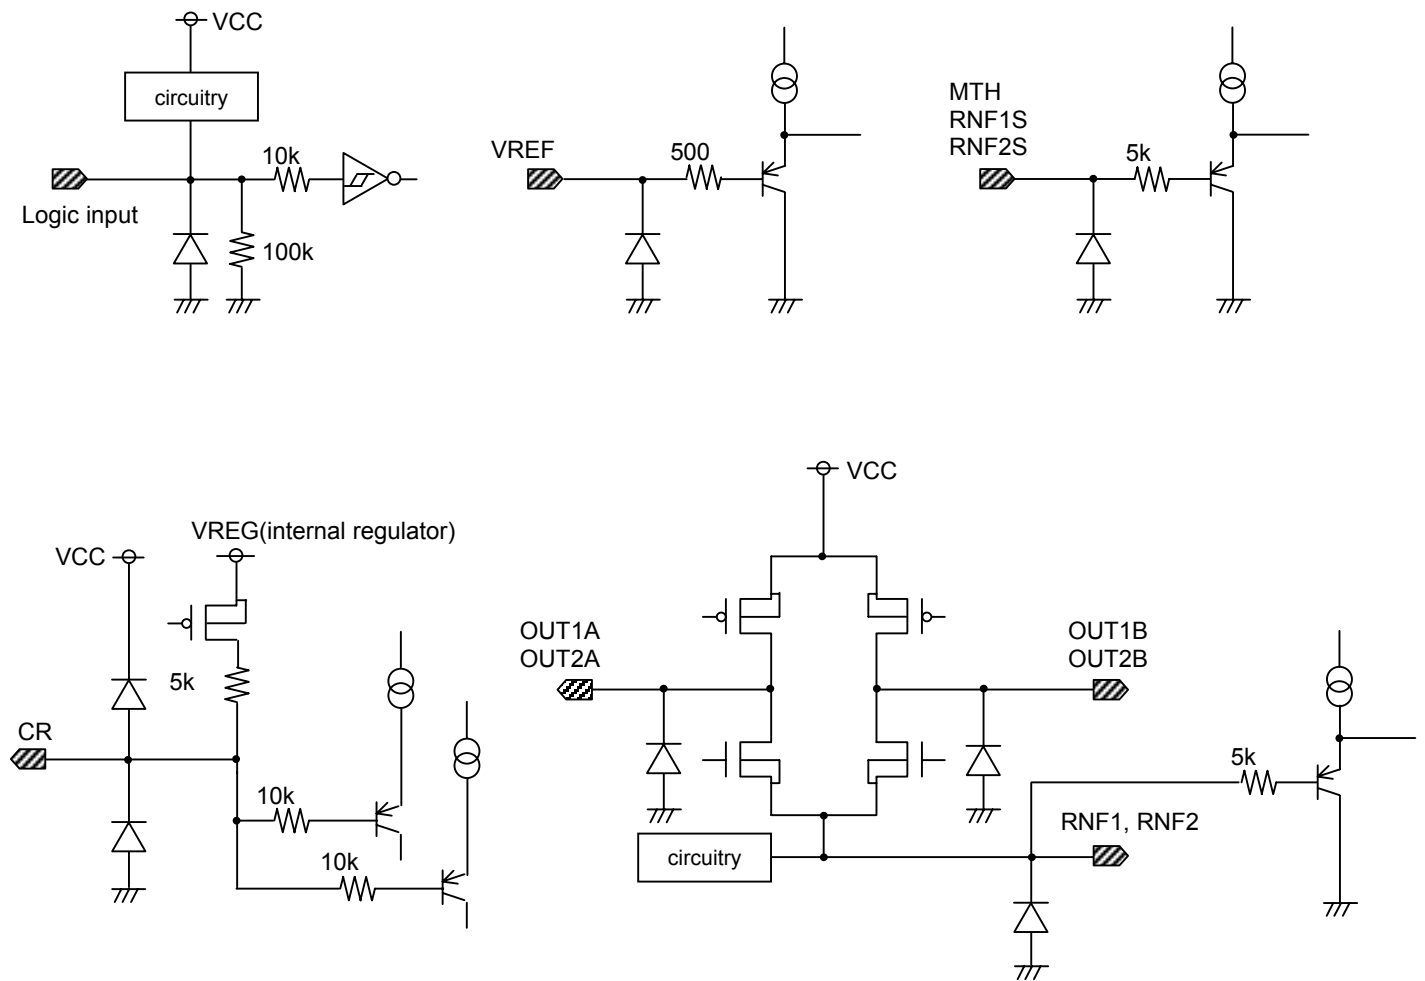 VCC
circuitry
10k
Logic input
100k
VREF
500
MTH
RNF1S
RNF2S
5k
VREG(internal regulator)
VCC
5k
CR
10k
10k
VCC
OUT1A
OUT2A
OUT1B
OUT2B
5k
RNF1, RNF2
circuitry